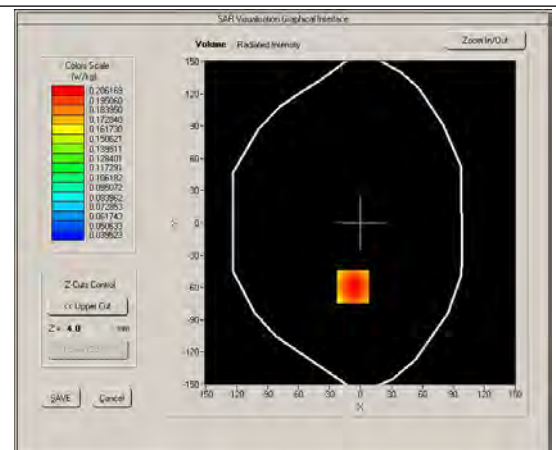 SAR Visualisation Graphical Interface
Volume Radiated Intensity
Zoom In/Out
Colors Scale
(W/kg)
0.206169
0.195060
0.183950
0.172840
0.161730
0.150621
0.139511
0.128401
0.117291
0.106182
0.095072
0.083962
0.072853
0.061743
0.050633
0.039523
150-
120-
90-
60-
30-
0-
-30-
-60-
-90-
-120-
-150-
Y
-150 -120 -90 -60 -30 0 30 60 90 120 150
X
Z-Cuts Control
<< Upper Cut
Z = 4.0 mm
SAVE
Cancel